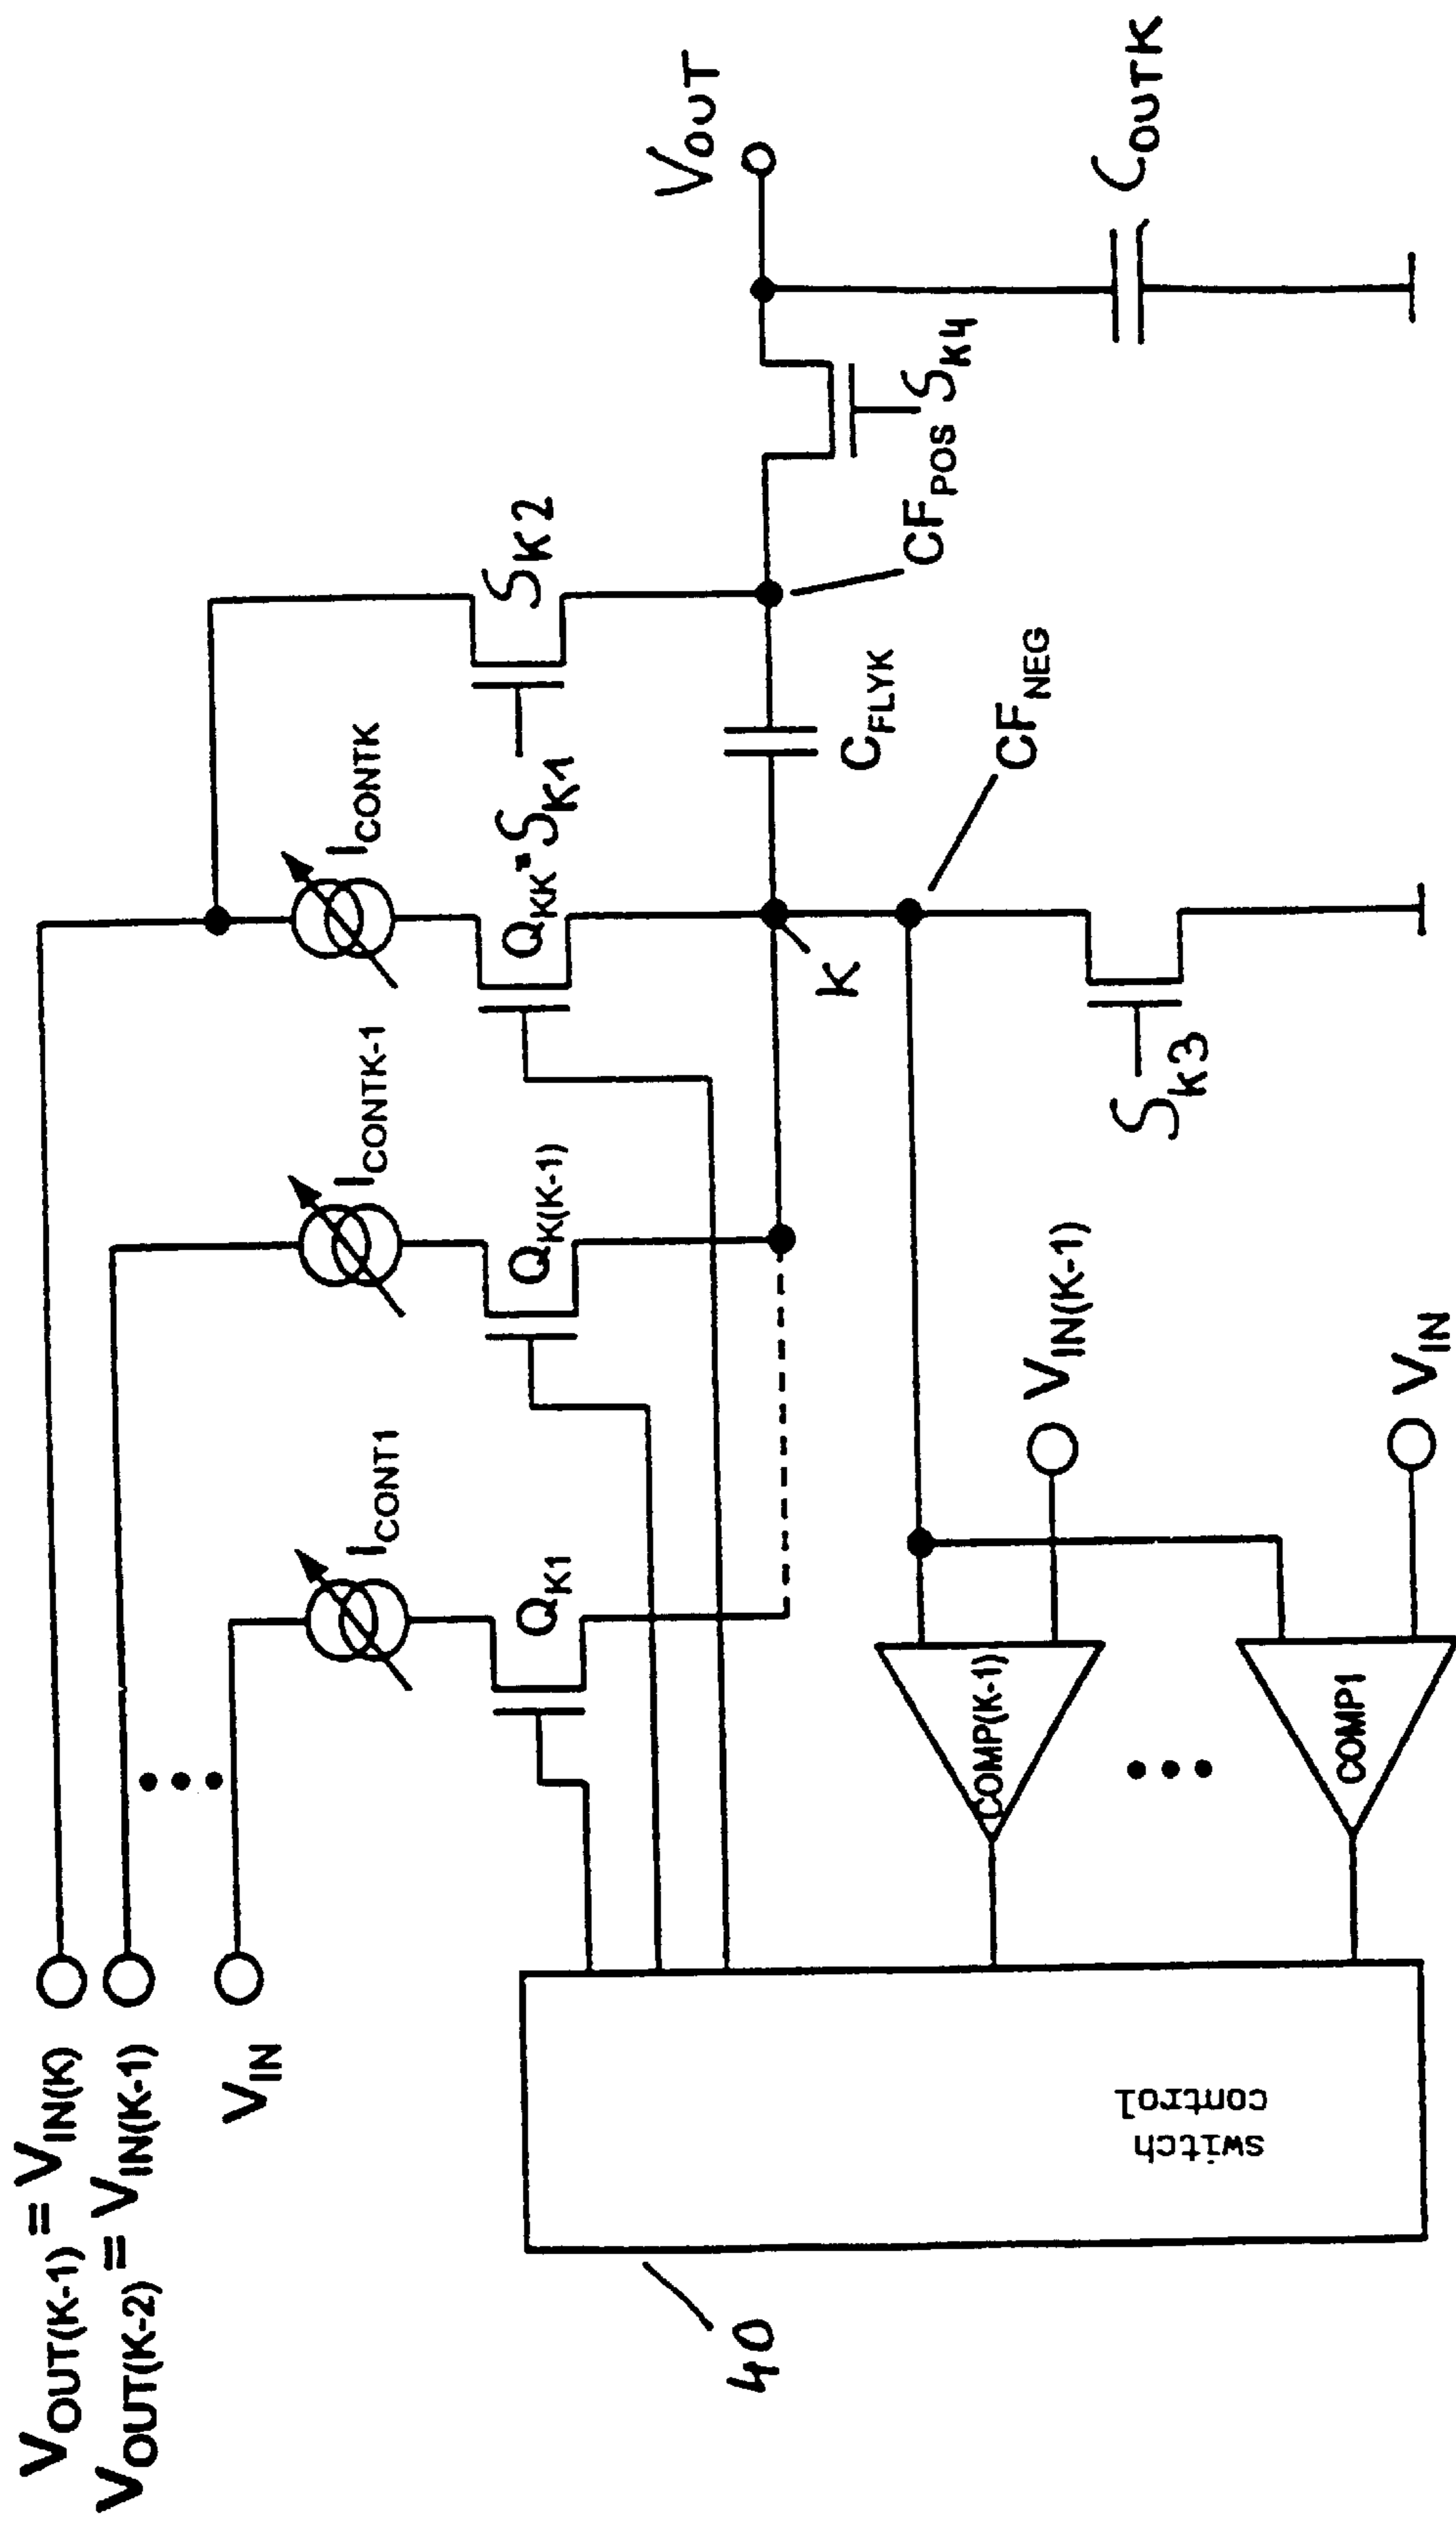 V_OUT(K-1) = V_IN(K)
V_OUT(K-2) = V_IN(K-1)
V_IN
I_CONT1
I_CONTK-1
I_CONTK
Q_K1
Q_K(K-1)
Q_KK = S_K1
S_K2
V_OUT
K
C_FLYK
CF_POS
S_K4
CF_NEG
C_OUTK
S_K3
40
switch
control
COMP(K-1)
V_IN(K-1)
COMP1
V_IN